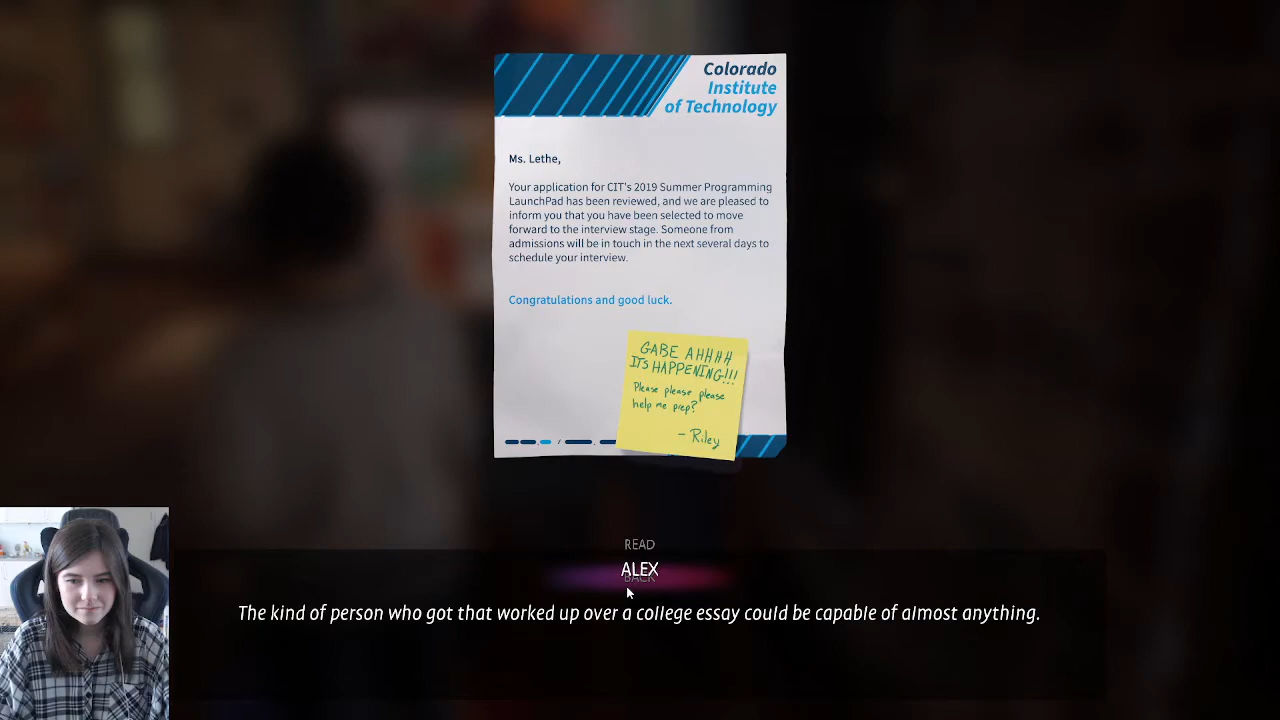 Colorado
Institute
of Technology
Ms. Lethe,
Your application for CIT's 2019 Summer Programming
LaunchPad has been reviewed, and we are pleased to
inform you that you have been selected to move
forward to the interview stage. Someone from
admissions will be in touch in the next several days to
schedule your interview.
Congratulations and good luck.
GABE AHHHH
ITS HAPPENING!!!
Please please please
help me prep?
- Riley
READ
ALEX
BACK
The kind of person who got that worked up over a college essay could be capable of almost anything.